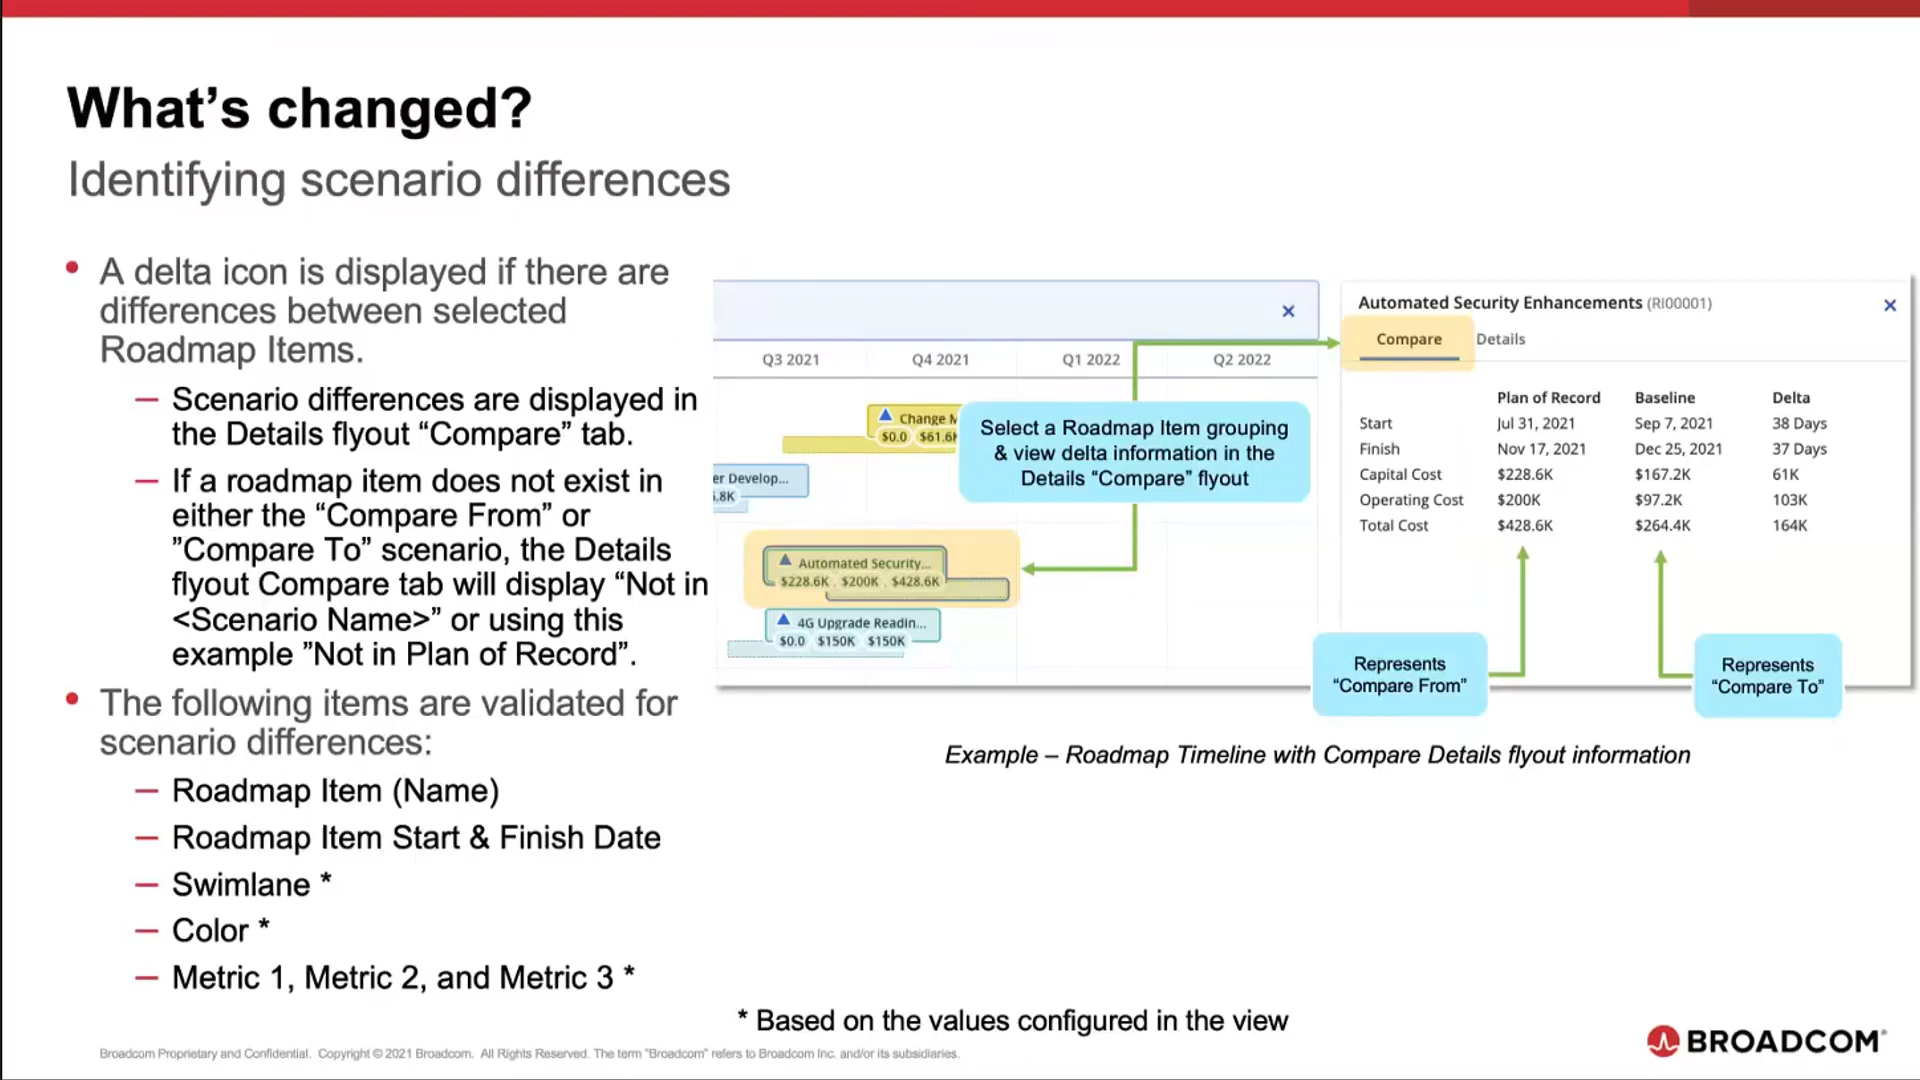 What’s changed?
Identifying scenario differences
• A delta icon is displayed if there are
differences between selected
Roadmap Items.
— Scenario differences are displayed in
the Details flyout “Compare” tab.
— If a roadmap item does not exist in
either the “Compare From” or
”Compare To” scenario, the Details
flyout Compare tab will display “Not in
<Scenario Name>” or using this
example ”Not in Plan of Record”.
• The following items are validated for
scenario differences:
— Roadmap Item (Name)
— Roadmap Item Start & Finish Date
— Swimlane *
— Color *
— Metric 1, Metric 2, and Metric 3 *
Q3 2021 Q4 2021 Q1 2022 Q2 2022
Change M
$0.0 $61.6K
er Develop...
.8K
Select a Roadmap Item grouping
& view delta information in the
Details “Compare” flyout
Automated Security...
$228.6K $200K $428.6K
4G Upgrade Readin...
$0.0 $150K $150K
Automated Security Enhancements (RI00001)
Compare Details
Plan of Record Baseline Delta
Start Jul 31, 2021 Sep 7, 2021 38 Days
Finish Nov 17, 2021 Dec 25, 2021 37 Days
Capital Cost $228.6K $167.2K 61K
Operating Cost $200K $97.2K 103K
Total Cost $428.6K $264.4K 164K
Represents
“Compare From”
Represents
“Compare To”
Example – Roadmap Timeline with Compare Details flyout information
* Based on the values configured in the view
Broadcom Proprietary and Confidential. Copyright © 2021 Broadcom. All Rights Reserved. The term “Broadcom” refers to Broadcom Inc. and/or its subsidiaries.
BROADCOM®